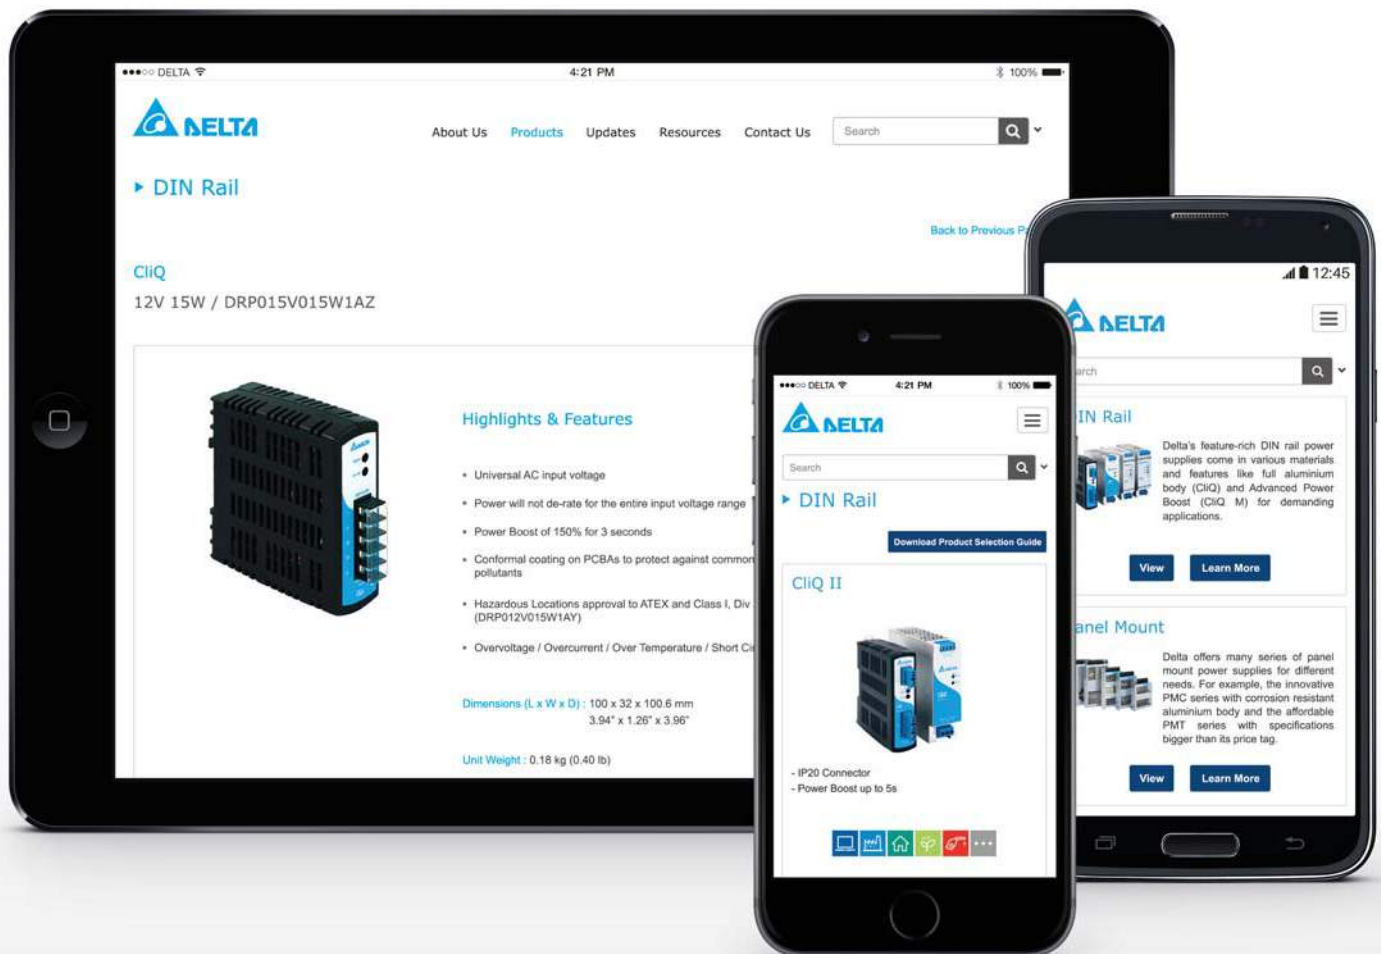 DELTA
4:21 PM
100%
DELTA
About Us Products Updates Resources Contact Us Search
DIN Rail
Back to Previous
CliQ
12V 15W / DRP015V015W1AZ
Highlights & Features
Universal AC input voltage
Power will not de-rate for the entire input voltage range
Power Boost of 150% for 3 seconds
Conformal coating on PCBAs to protect against common
pollutants
Hazardous Locations approval to ATEX and Class I, Div
(DRP012V015W1AY)
Overvoltage / Overcurrent / Over Temperature / Short
Dimensions (L x W x D) : 100 x 32 x 100.6 mm
3.94" x 1.26" x 3.96"
Unit Weight : 0.18 kg (0.40 lb)
DELTA
4:21 PM
100%
DELTA
Search
DIN Rail
Download Product Selection Guide
CliQ II
- IP20 Connector
- Power Boost up to 5s
12:45
DELTA
arch
IN Rail
Delta's feature-rich DIN rail power
supplies come in various materials
and features like full aluminium
body (CliQ) and Advanced Power
Boost (CliQ M) for demanding
applications.
View Learn More
anel Mount
Delta offers many series of panel
mount power supplies for different
needs. For example, the innovative
PMC series with corrosion resistant
aluminium body and the affordable
PMT series with specifications
bigger than its price tag.
View Learn More